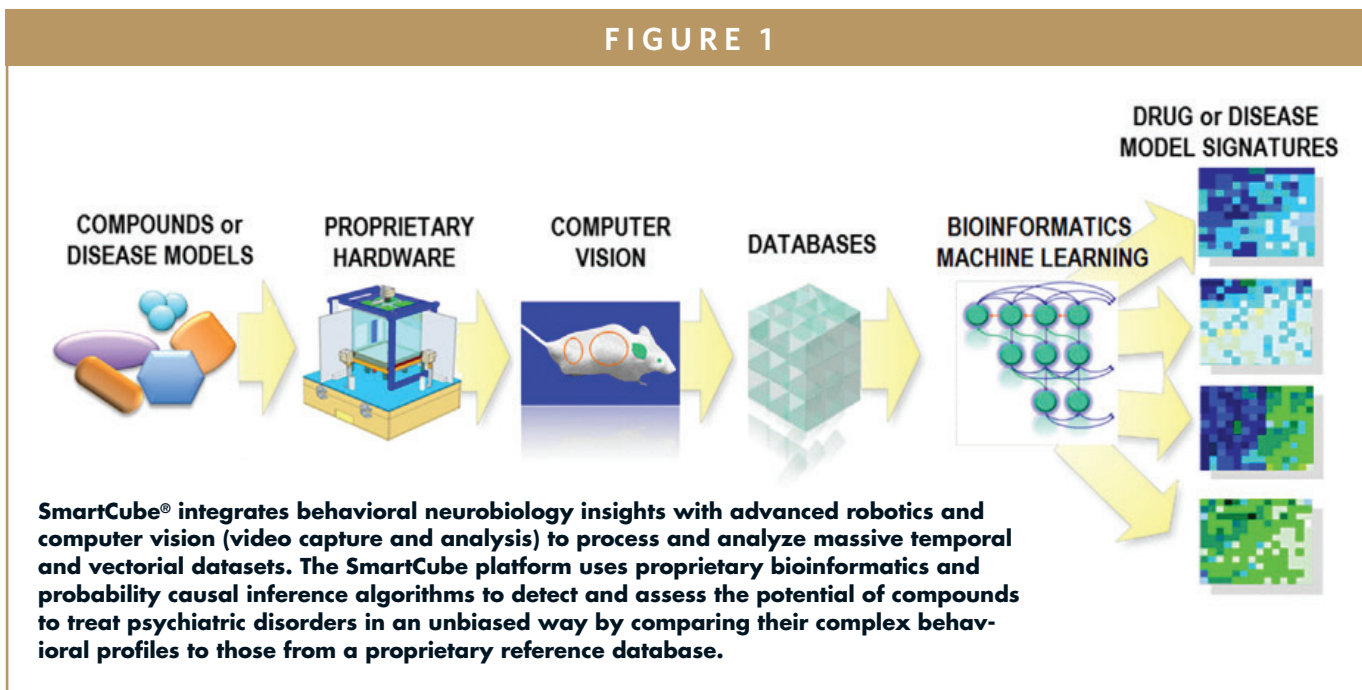 FIGURE 1
DRUG or DISEASE
MODEL SIGNATURES
COMPOUNDS or
DISEASE MODELS
PROPRIETARY
HARDWARE
COMPUTER
VISION
DATABASES
BIOINFORMATICS
MACHINE LEARNING
SmartCube® integrates behavioral neurobiology insights with advanced robotics and
computer vision (video capture and analysis) to process and analyze massive temporal
and vectorial datasets. The SmartCube platform uses proprietary bioinformatics and
probability causal inference algorithms to detect and assess the potential of compounds
to treat psychiatric disorders in an unbiased way by comparing their complex behav-
ioral profiles to those from a proprietary reference database.